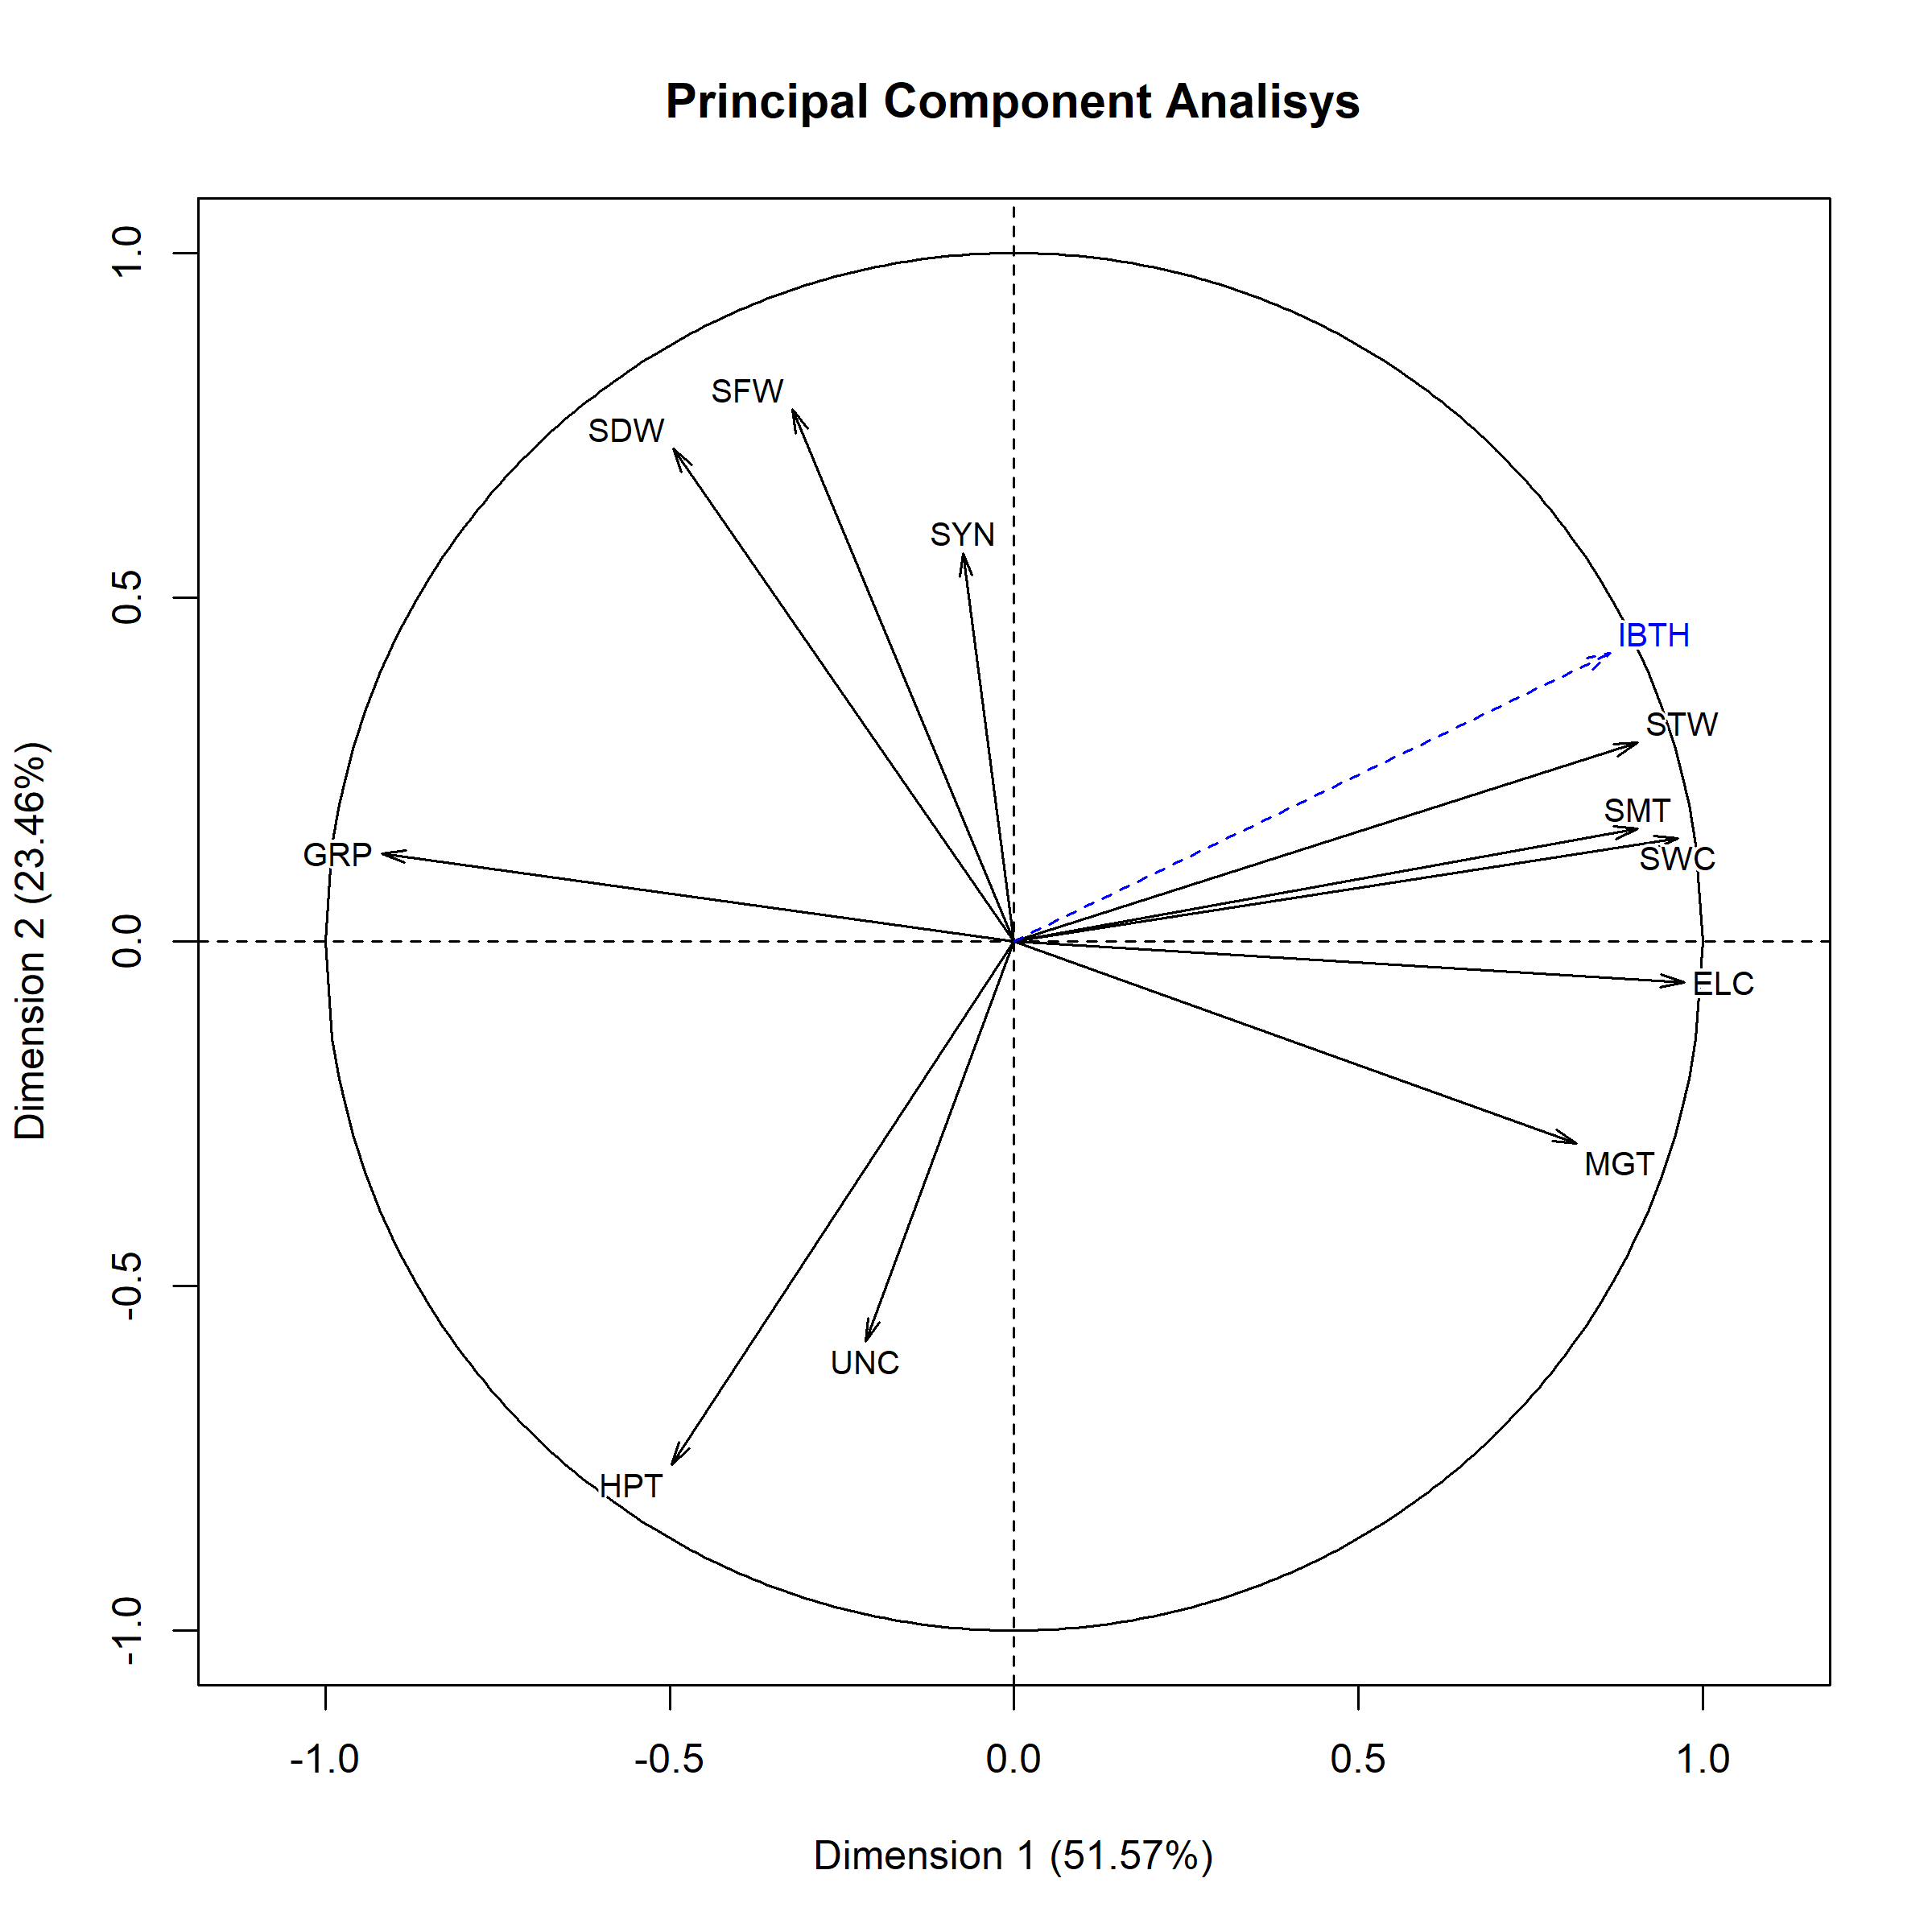 Principal Component Analisys
1.0
0.5
0.0
-0.5
-1.0
Dimension 2 (23.46%)
SFW
SDW
SYN
IBTH
STW
SMT
SWC
GRP
ELC
MGT
UNC
HPT
-1.0
-0.5
0.0
0.5
1.0
Dimension 1 (51.57%)